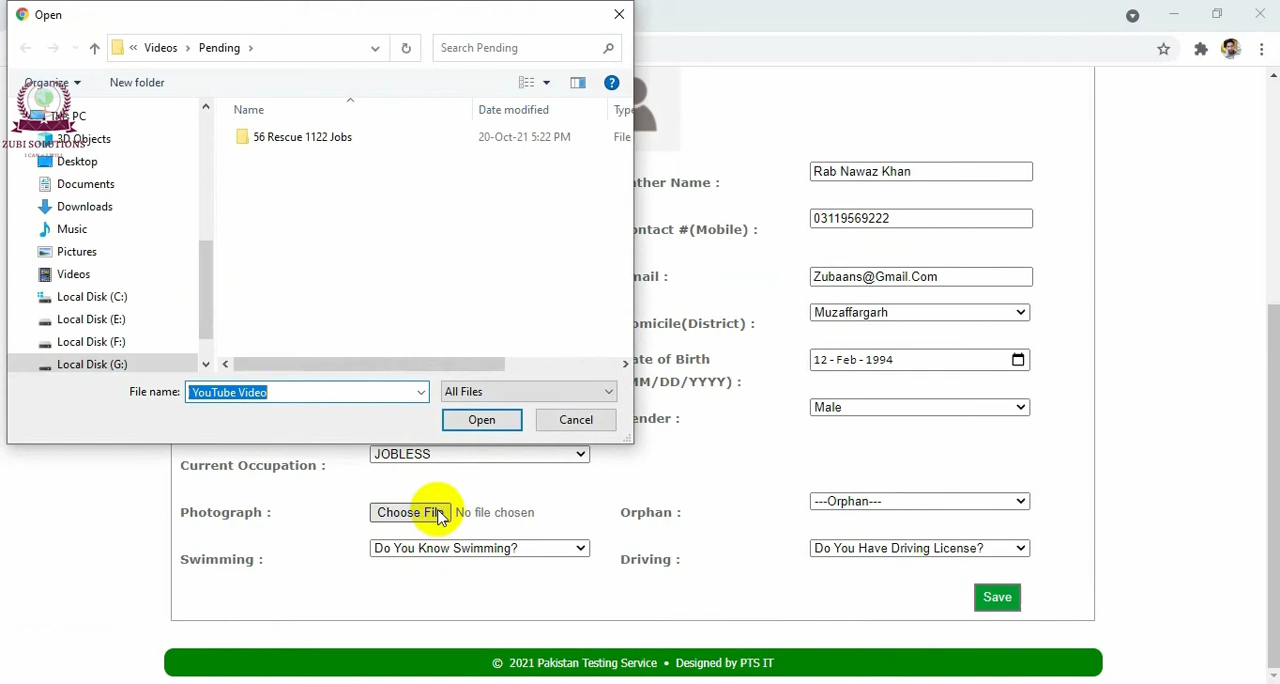 Open
« Videos › Pending ›
Search Pending
Organize
New folder
This PC
3D Objects
ZUBI SOLUTIONS
I CAN & I WILL
Desktop
Documents
Downloads
Music
Pictures
Videos
Local Disk (C:)
Local Disk (E:)
Local Disk (F:)
Local Disk (G:)
Name
Date modified
Type
56 Rescue 1122 Jobs
20-Oct-21 5:22 PM
File
File name:
YouTube Video
All Files
Open
Cancel
ather Name :
Rab Nawaz Khan
ontact #(Mobile) :
03119569222
mail :
Zubaans@Gmail.Com
omicile(District) :
Muzaffargarh
ate of Birth
MM/DD/YYYY) :
12-Feb-1994
ender :
Male
Current Occupation :
JOBLESS
Photograph :
Choose File
No file chosen
Orphan :
---Orphan---
Swimming :
Do You Know Swimming?
Driving :
Do You Have Driving License?
Save
© 2021 Pakistan Testing Service • Designed by PTS IT